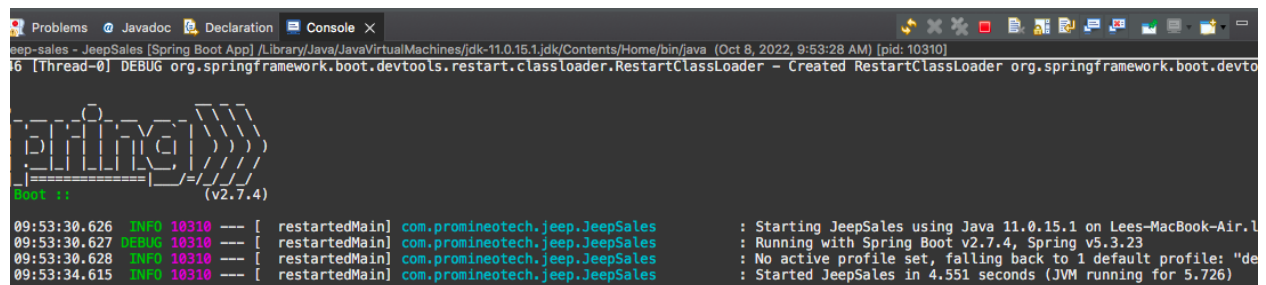 Problems @ Javadoc Declaration Console
eep-sales - JeepSales [Spring Boot App] /Library/Java/JavaVirtualMachines/jdk-11.0.15.1.jdk/Contents/Home/bin/java (Oct 8, 2022, 9:53:28 AM) [pid: 10310]
46 [Thread-0] DEBUG org.springframework.boot.devtools.restart.classloader.RestartClassLoader – Created RestartClassLoader org.springframework.boot.devto
Boot :: (v2.7.4)
09:53:30.626 INFO 10310 --- [ restartedMain] com.promineotech.jeep.JeepSales : Starting JeepSales using Java 11.0.15.1 on Lees-MacBook-Air.l
09:53:30.627 DEBUG 10310 --- [ restartedMain] com.promineotech.jeep.JeepSales : Running with Spring Boot v2.7.4, Spring v5.3.23
09:53:30.628 INFO 10310 --- [ restartedMain] com.promineotech.jeep.JeepSales : No active profile set, falling back to 1 default profile: "de
09:53:34.615 INFO 10310 --- [ restartedMain] com.promineotech.jeep.JeepSales : Started JeepSales in 4.551 seconds (JVM running for 5.726)